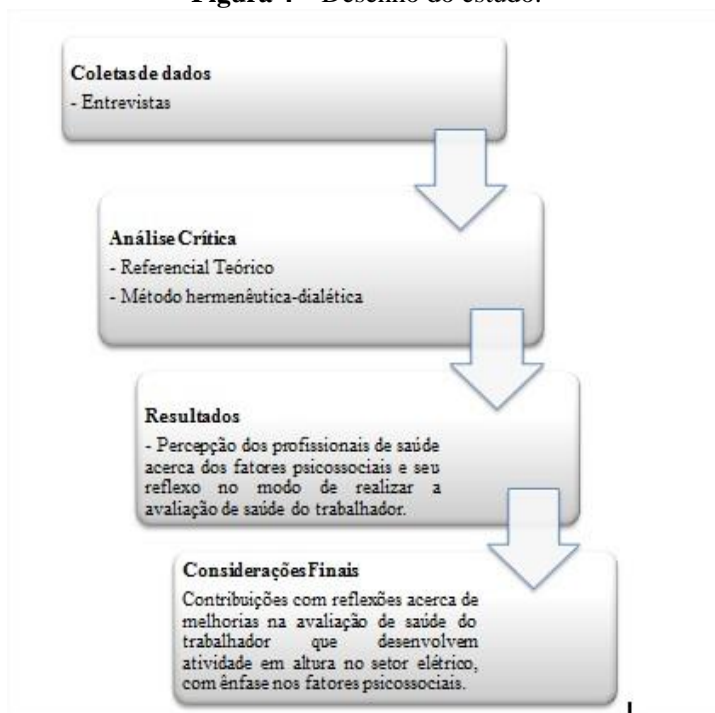 Coletas de dados
- Entrevistas
Análise Crítica
- Referencial Teórico
- Método hermenêutica-dialética
Resultados
- Percepção dos profissionais de saúde
acerca dos fatores psicossociais e seu
reflexo no modo de realizar a
avaliação de saúde do trabalhador.
Considerações Finais
Contribuições com reflexões acerca de
melhorias na avaliação de saúde do
trabalhador que desenvolvem
atividade em altura no setor elétrico,
com ênfase nos fatores psicossociais.